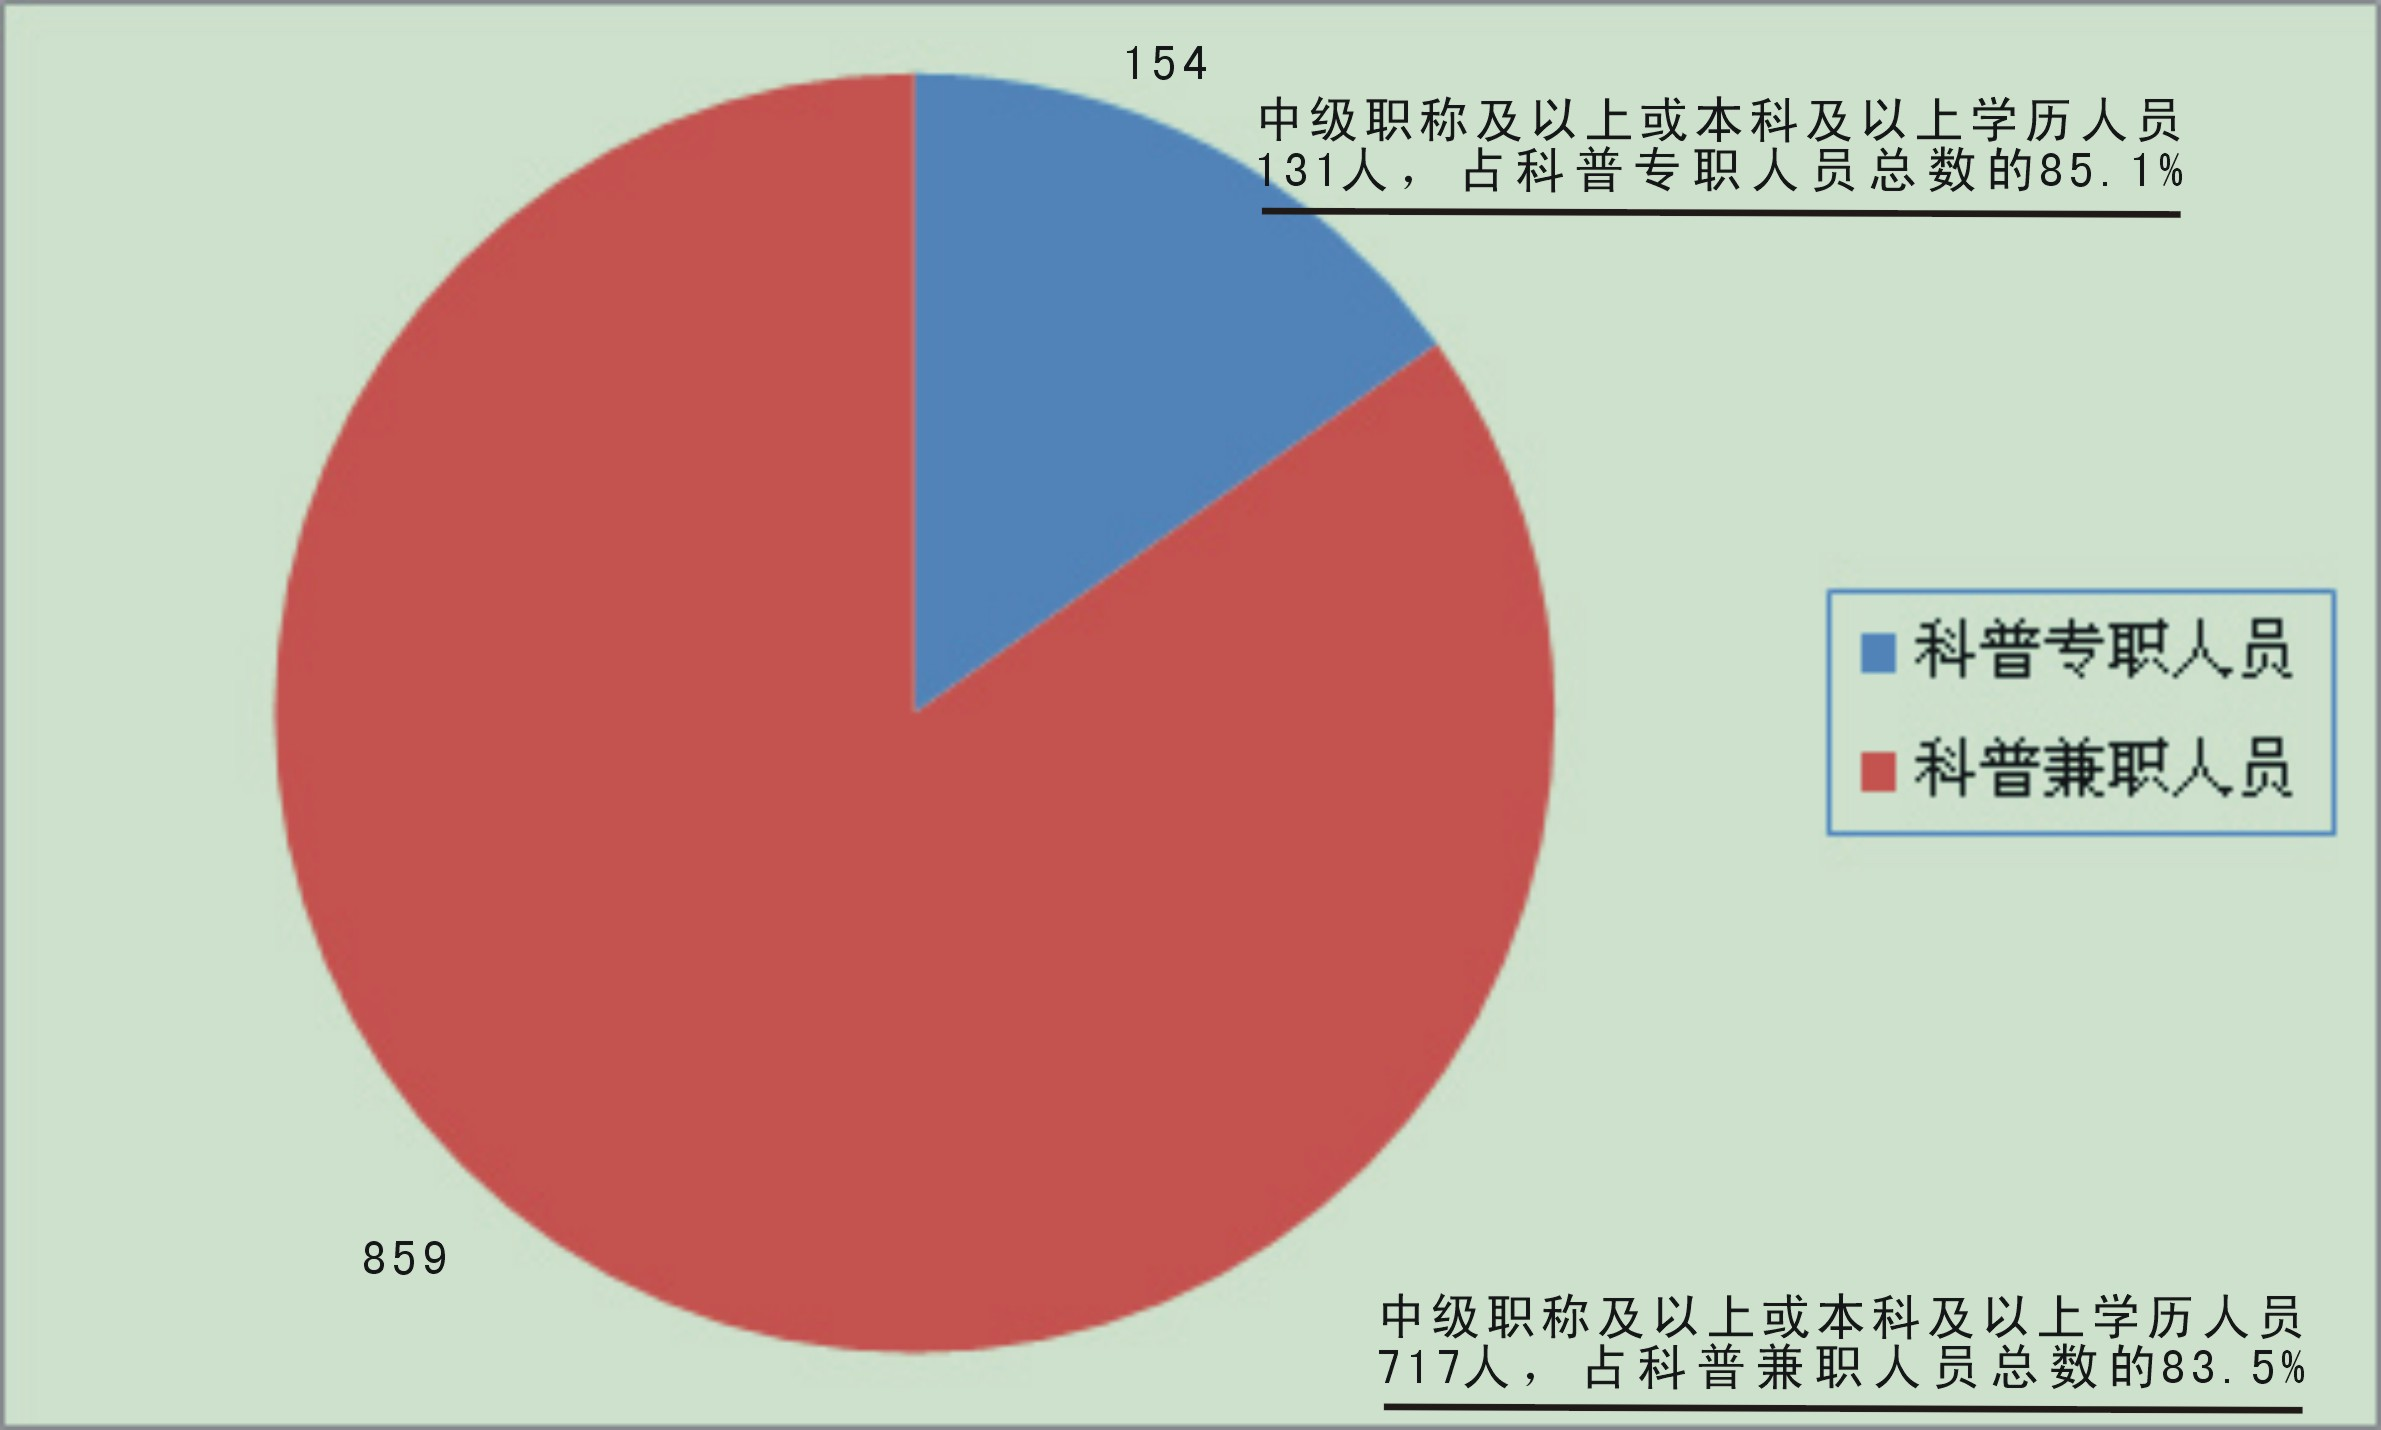 154
中级职称及以上或本科及以上学历人员
131人，占科普专职人员总数的85.1%
科普专职人员
科普兼职人员
859
中级职称及以上或本科及以上学历人员
717人，占科普兼职人员总数的83.5%